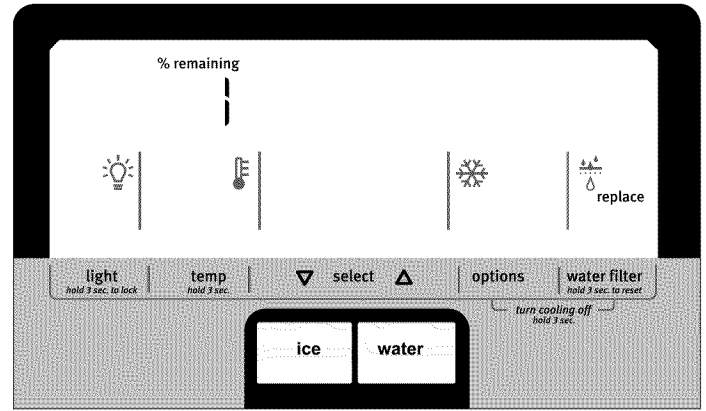 % remaining
1
replace
light temp select options water filter
hold 3 sec. to lock hold 3 sec. hold 3 sec. to reset
turn cooling off
hold 3 sec.
ice water